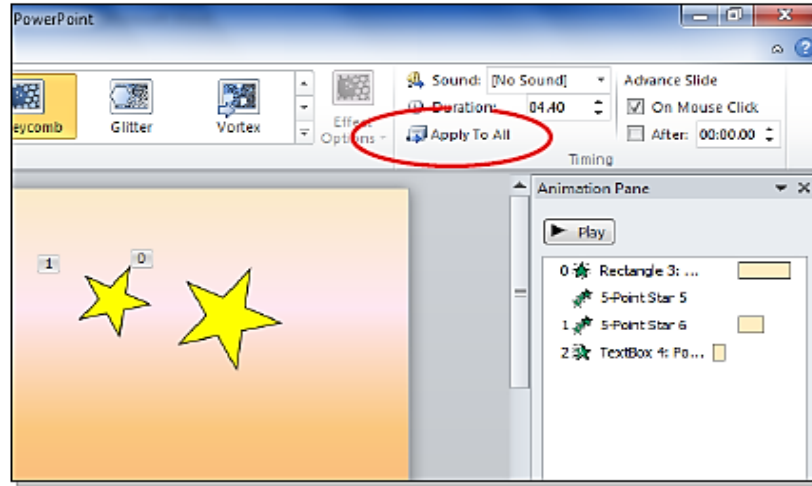 PowerPoint
eycomb
Glitter
Vortex
Effect
Options
Sound: [No Sound]
Duration: 04.40
Apply To All
Advance Slide
On Mouse Click
After: 00:00.00
Timing
1
0
Animation Pane
Play
0 Rectangle 3: ...
5-Point Star 5
1 5-Point Star 6
2 TextBox 4: Po...